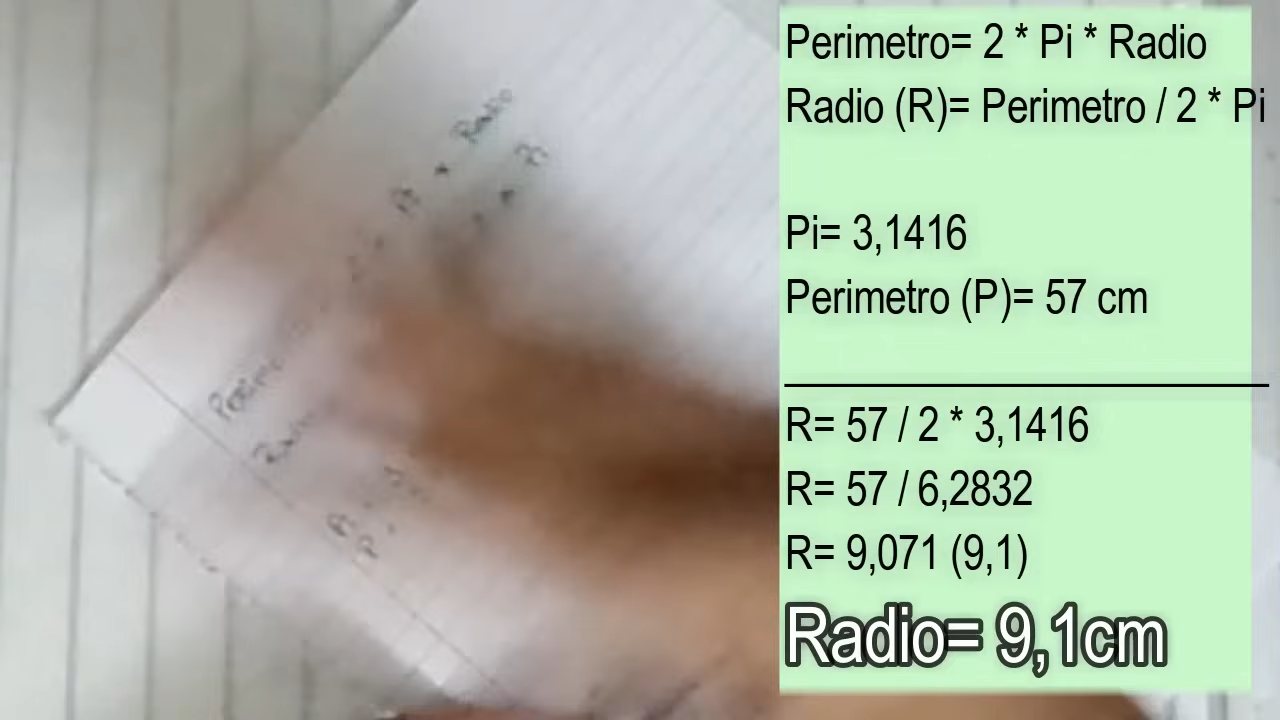 Perimetro= 2 * Pi * Radio
Radio (R)= Perimetro / 2 * Pi
Pi= 3,1416
Perimetro (P)= 57 cm
R= 57 / 2 * 3,1416
R= 57 / 6,2832
R= 9,071 (9,1)
Radio= 9,1cm
* Radio